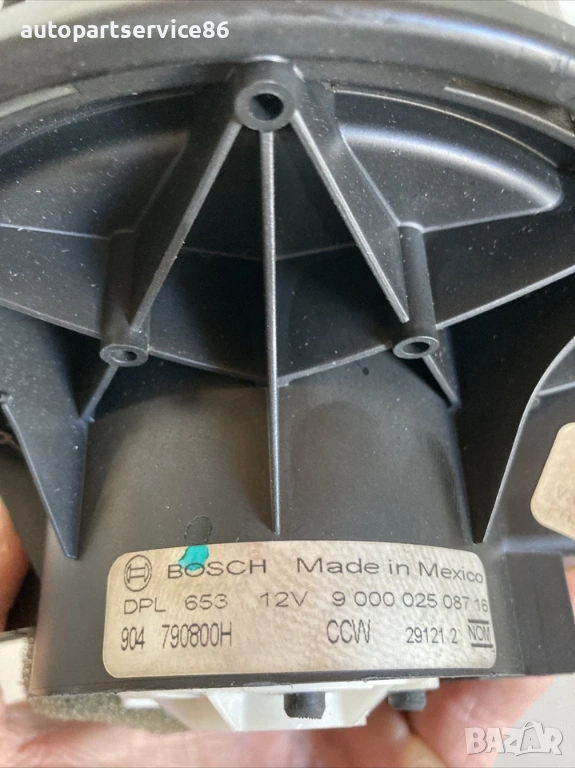 autopartservice86
BOSCH Made in Mexico
DPL 653 12V 9 000 025 087 16
904 790800H CCW 29121.2 NOM
BAZAR